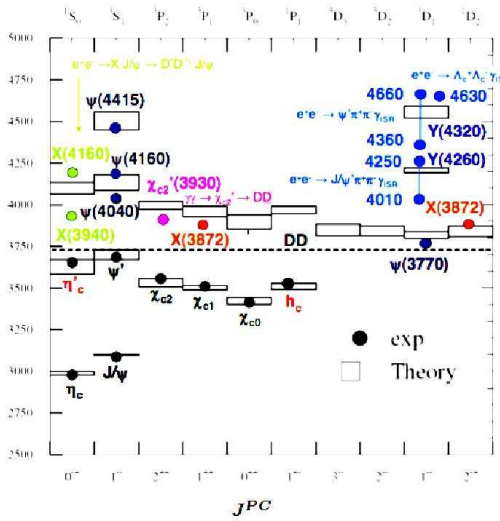 ¹S₀ ³S₁ ³P₂ ³P₁ ³P₀ ¹P₁ ³D₃ ³D₂ ³D₁ ¹D₂
5000
4750
4500
4250
4000
3750
3500
3250
3000
2750
2500
e⁺e⁻ → X J/ψ → D*D(*) J/ψ
ψ(4415)
X(4160)
ψ(4160)
χc2'(3930)
γγ → χc2' → DD
ψ(4040)
X(3940)
X(3872)
DD
η'c
ψ'
χc2
χc1
χc0
hc
ηc
J/ψ
e⁺e⁻ → Λc⁺Λc⁻ γISR
4660
4630
e⁺e⁻ → ψ'π⁺π⁻γISR
Y(4320)
4360
4250
Y(4260)
e⁺e⁻ → J/ψ π⁺π⁻γISR
4010
X(3872)
ψ(3770)
exp
Theory
0⁻⁺ 1⁻⁻ 2⁺⁺ 1⁺⁺ 0⁺⁺ 1⁺⁻ 3⁻⁻ 2⁻⁻ 1⁻⁻ 2⁻⁺
J^PC